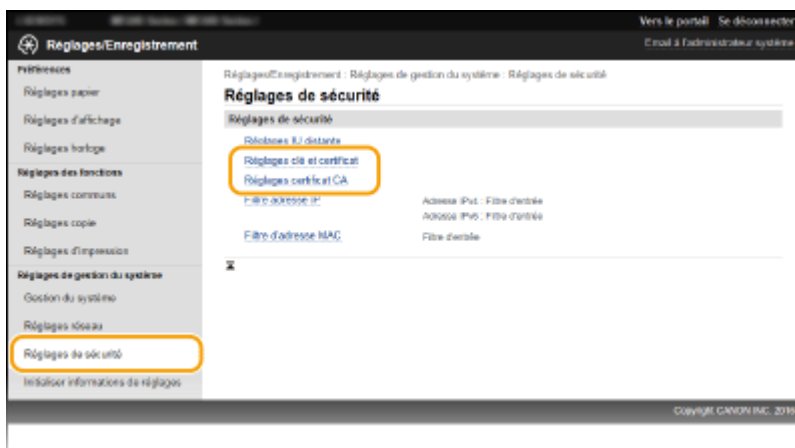 Vers le portail Se déconnecter
Réglages/Enregistrement
Email à l'administrateur système
Préférences
Réglages papier
Réglages d'affichage
Réglages horloge
Réglages des fonctions
Réglages communs
Réglages copie
Réglages d'impression
Réglages de gestion du système
Gestion du système
Réglages réseau
Réglages de sécurité
Initialiser informations de réglages
Réglages/Enregistrement : Réglages de gestion du système : Réglages de sécurité
Réglages de sécurité
Réglages de sécurité
Réglages IU distante
Réglages clé et certificat
Réglages certificat CA
Filtre adresse IP
Adresse IPv4 : Filtre d'entrée
Adresse IPv6 : Filtre d'entrée
Filtre d'adresse MAC
Filtre d'entrée
Copyright CANON INC. 2016